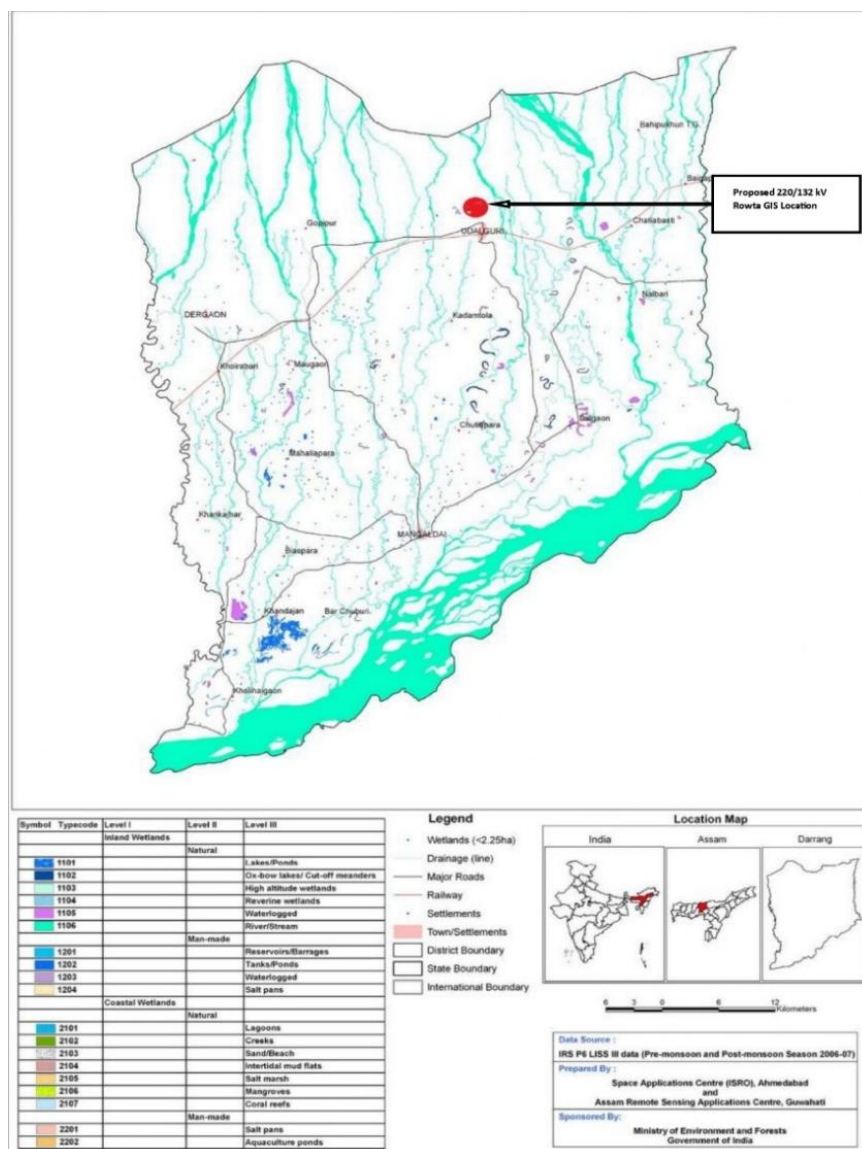 Bahipukhuri T.G.
Proposed 220/132 kV
Rowta GIS Location
Chatiabasti
Gopipur
ODALGURI
Nalbari
DERGAON
Kadamtola
Khoirabari
Maugaon
Mahaliapara
MANGALDAI
Biaspara
Khandajan
Bar Chuburi
Symbol Typecode Level I Level II Level III
Inland Wetlands
Natural
1101 Lakes/Ponds
1102 Ox-bow lakes/ Cut-off meanders
1103 High altitude wetlands
1104 Reverine wetlands
1105 Waterlogged
1106 River/Stream
Man-made
1201 Reservoirs/Barrages
1202 Tanks/Ponds
1203 Waterlogged
1204 Salt pans
Coastal Wetlands
Natural
2101 Lagoons
2102 Creeks
2103 Sand/Beach
2104 Intertidal mud flats
2105 Salt marsh
2106 Mangroves
2107 Coral reefs
Man-made
2201 Salt pans
2202 Aquaculture ponds
Legend
Wetlands (<2.25ha)
Drainage (line)
Major Roads
Railway
Settlements
Town/Settlements
District Boundary
State Boundary
International Boundary
Location Map
India Assam Darrang
6 3 0 6 12
Kilometers
Data Source :
IRS P6 LISS III data (Pre-monsoon and Post-monsoon Season 2006-07)
Prepared By :
Space Applications Centre (ISRO), Ahmedabad
and
Assam Remote Sensing Applications Centre, Guwahati
Sponsored By:
Ministry of Environment and Forests
Government of India